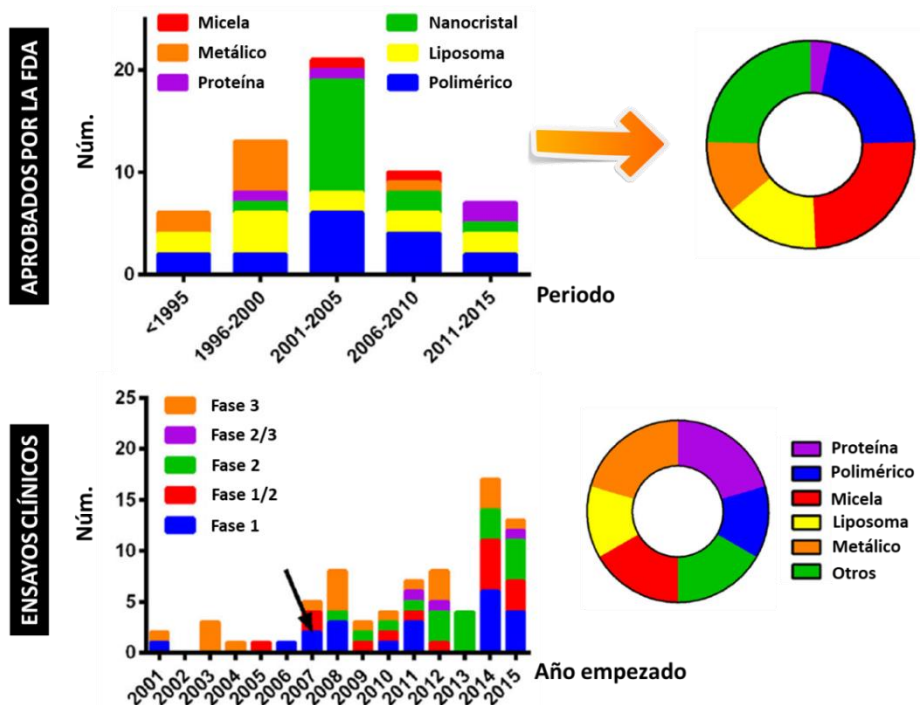 APROBADOS POR LA FDA
Núm.
20
10
0
Micela
Metálico
Proteína
Nanocristal
Liposoma
Polimérico
<1995
1996-2000
2001-2005
2006-2010
2011-2015
Periodo
ENSAYOS CLÍNICOS
Núm.
25
20
15
10
5
0
Fase 3
Fase 2/3
Fase 2
Fase 1/2
Fase 1
2001
2002
2003
2004
2005
2006
2007
2008
2009
2010
2011
2012
2013
2014
2015
Año empezado
Proteína
Polimérico
Micela
Liposoma
Metálico
Otros